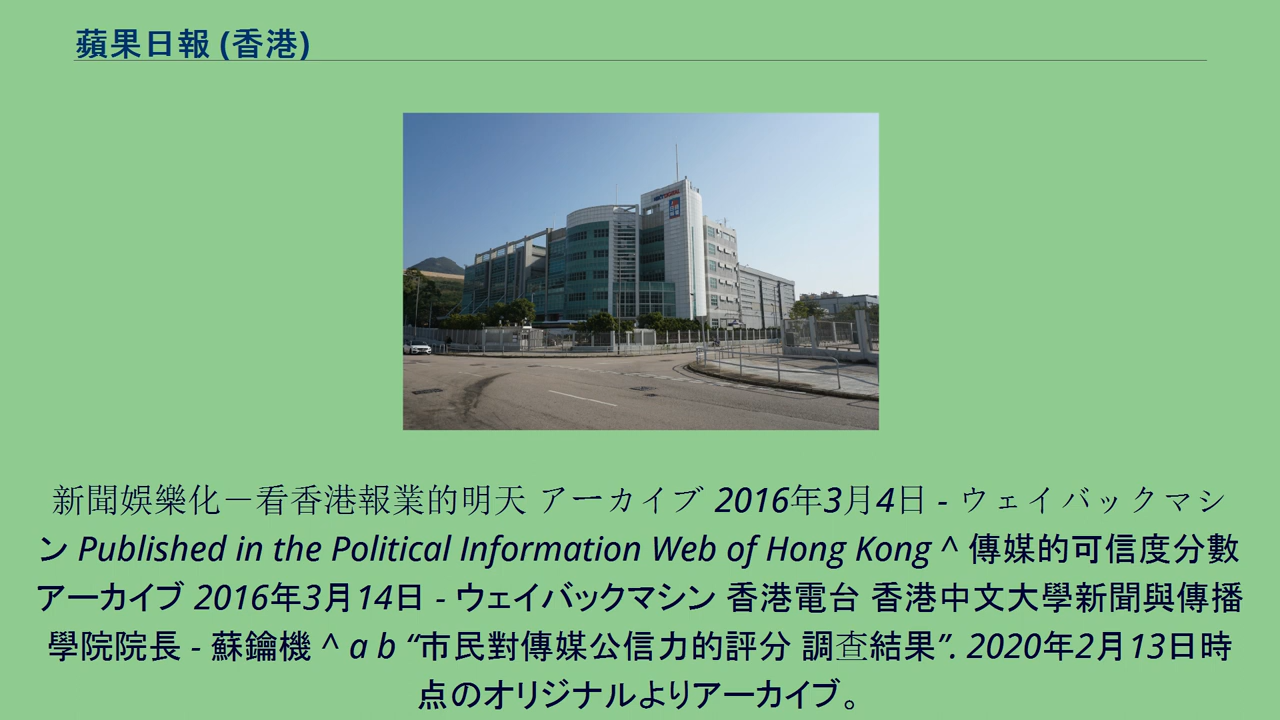 蘋果日報 (香港)
新聞娛樂化－看香港報業的明天 アーカイブ 2016年3月4日 - ウェイバックマシ
ン Published in the Political Information Web of Hong Kong ^ 傳媒的可信度分數
アーカイブ 2016年3月14日 - ウェイバックマシン 香港電台 香港中文大學新聞與傳播
學院院長 - 蘇鑰機 ^ a b “市民對傳媒公信力的評分 調查結果”. 2020年2月13日時
点のオリジナルよりアーカイブ。